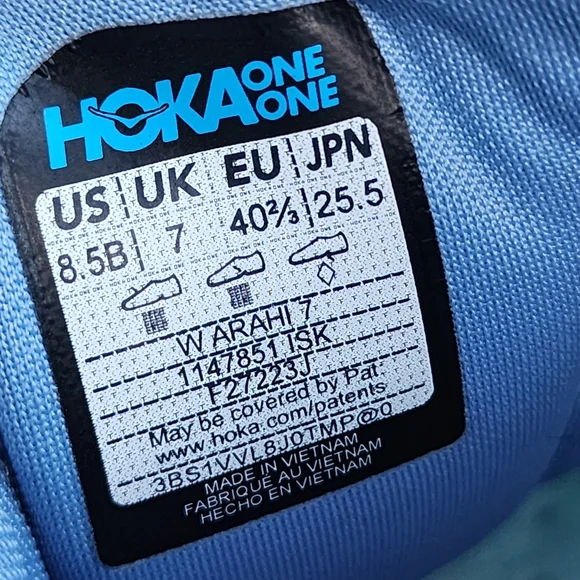 HOKA ONE ONE
US UK EU JPN
8.5B 7 40⅔ 25.5
W ARAHI 7
1147851 ISK
F27223J
May be covered by Pat:
www.hoka.com/patents
3BS1VVL8J0TMP@0
MADE IN VIETNAM
FABRIQUE AU VIETNAM
HECHO EN VIETNAM